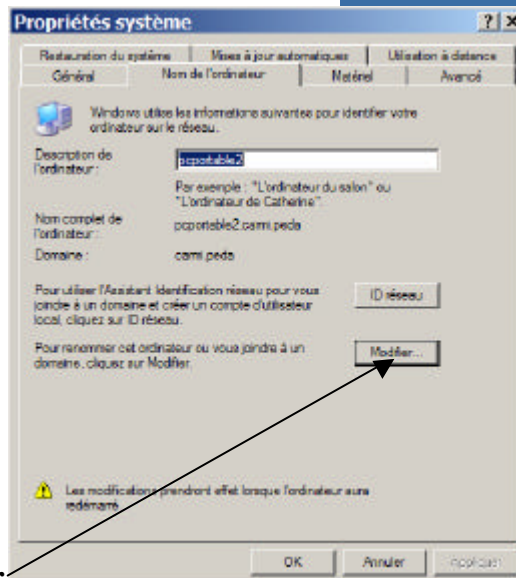 Propriétés système
Restauration du système Mises à jour automatiques Utilisation à distance
Général Nom de l'ordinateur Matériel Avancé
Windows utilise les informations suivantes pour identifier votre
ordinateur sur le réseau.
Description de
l'ordinateur :
pcportable2
Par exemple : "L'ordinateur du salon" ou
"L'ordinateur de Catherine".
Nom complet de
l'ordinateur :
pcportable2.carmi.peda
Domaine :
carmi.peda
Pour utiliser l'Assistant Identification réseau pour vous
joindre à un domaine et créer un compte d'utilisateur
local, cliquez sur ID réseau.
ID réseau
Pour renommer cet ordinateur ou vous joindre à un
domaine, cliquez sur Modifier.
Modifier...
Les modifications prendront effet lorsque l'ordinateur aura
redémarré.
OK Annuler Appliquer